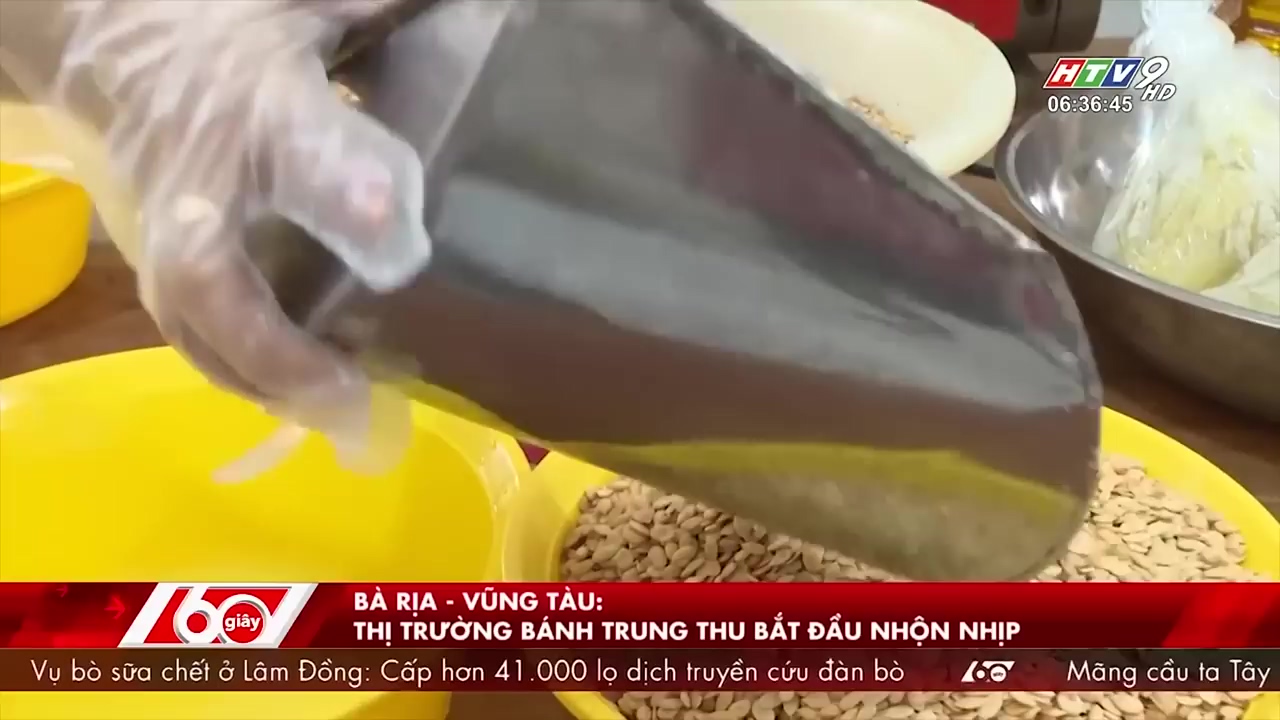 HTV9
HD
06:36:45
60 giây
BÀ RỊA - VŨNG TÀU:
THỊ TRƯỜNG BÁNH TRUNG THU BẮT ĐẦU NHỘN NHỊP
Vụ bò sữa chết ở Lâm Đồng: Cấp hơn 41.000 lọ dịch truyền cứu đàn bò 60 giây Mãng cầu ta Tây